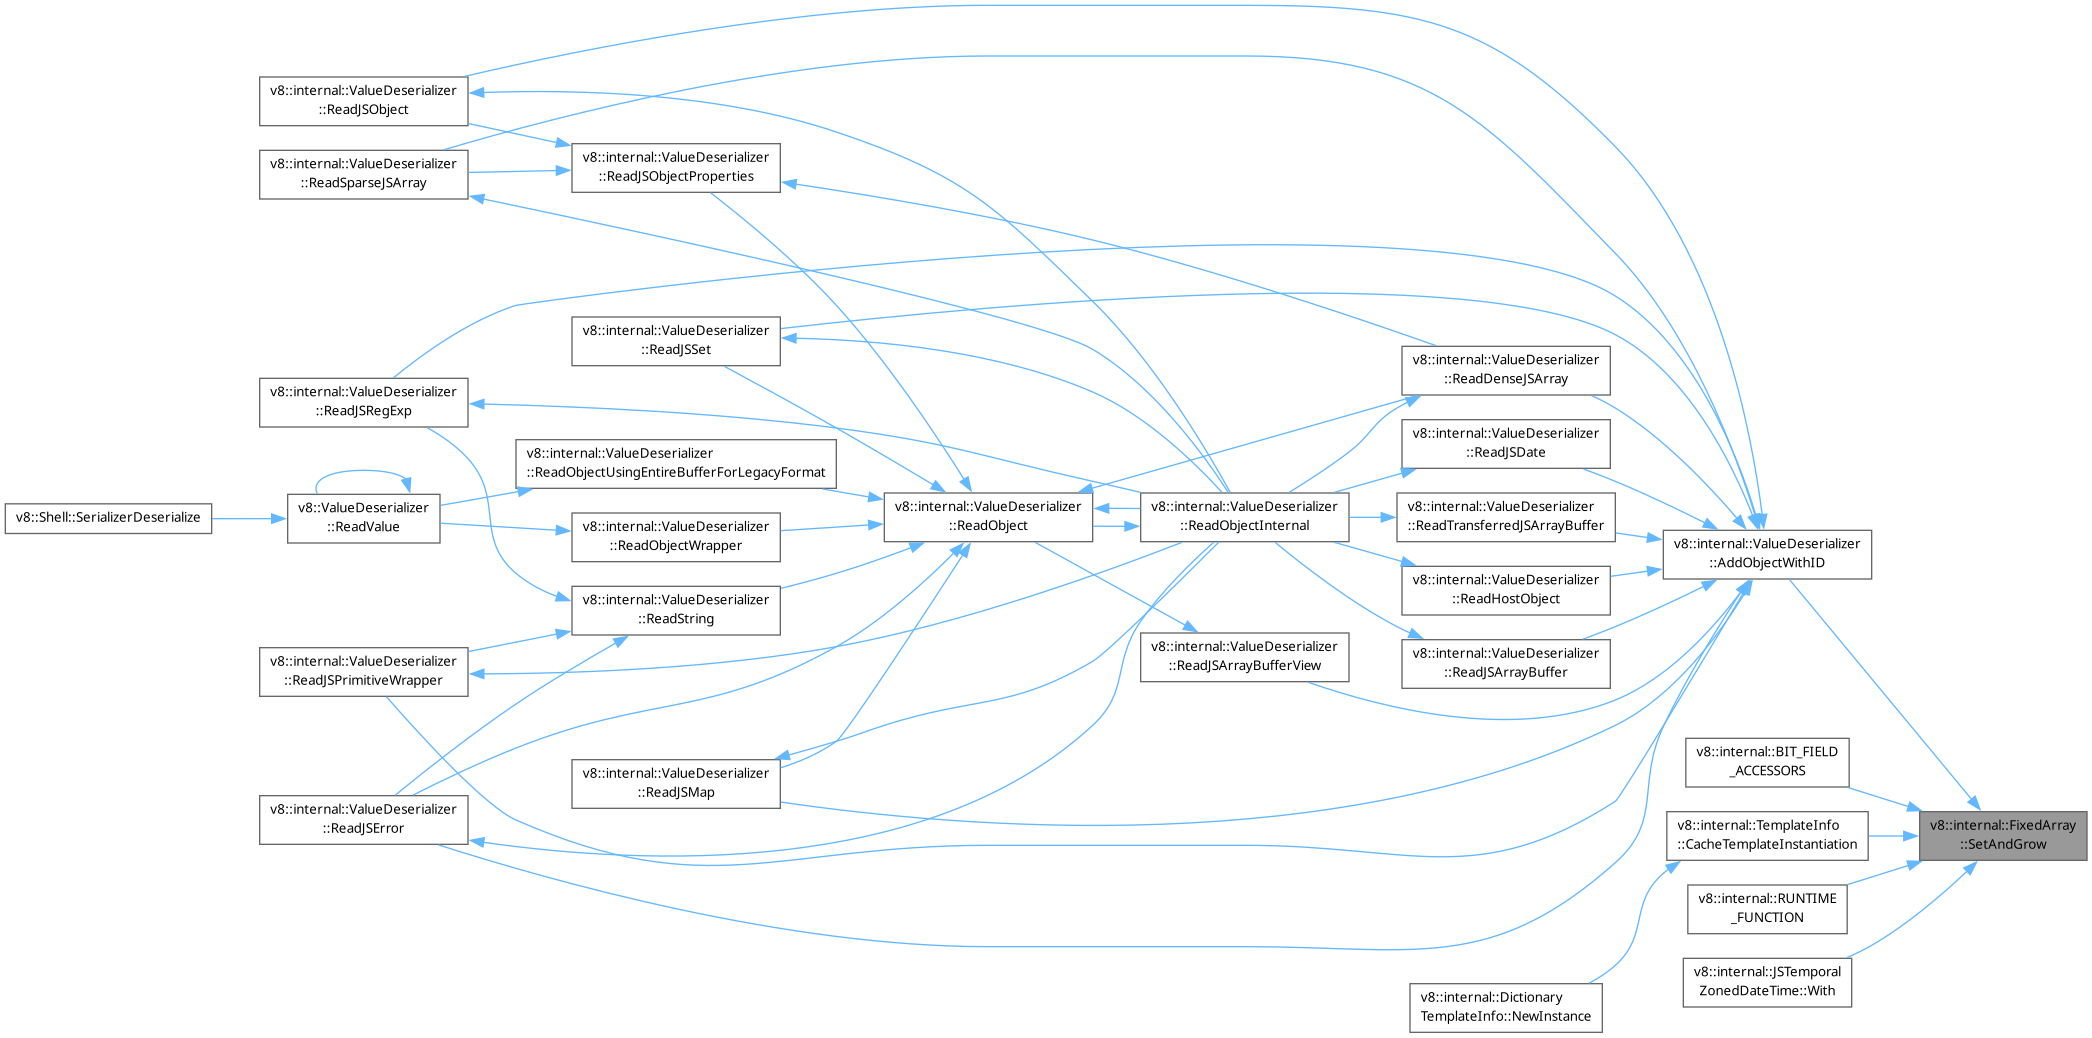 v8::internal::ValueDeserializer
::ReadJSObject
v8::internal::ValueDeserializer
::ReadSparseJSArray
v8::internal::ValueDeserializer
::ReadJSObjectProperties
v8::internal::ValueDeserializer
::ReadJSSet
v8::internal::ValueDeserializer
::ReadDenseJSArray
v8::internal::ValueDeserializer
::ReadJSRegExp
v8::internal::ValueDeserializer
::ReadJSDate
v8::internal::ValueDeserializer
::ReadObjectUsingEntireBufferForLegacyFormat
v8::Shell::SerializerDeserialize
v8::ValueDeserializer
::ReadValue
v8::internal::ValueDeserializer
::ReadObject
v8::internal::ValueDeserializer
::ReadObjectInternal
v8::internal::ValueDeserializer
::ReadTransferredJSArrayBuffer
v8::internal::ValueDeserializer
::ReadObjectWrapper
v8::internal::ValueDeserializer
::AddObjectWithID
v8::internal::ValueDeserializer
::ReadHostObject
v8::internal::ValueDeserializer
::ReadString
v8::internal::ValueDeserializer
::ReadJSArrayBufferView
v8::internal::ValueDeserializer
::ReadJSArrayBuffer
v8::internal::ValueDeserializer
::ReadJSPrimitiveWrapper
v8::internal::BIT_FIELD
_ACCESSORS
v8::internal::ValueDeserializer
::ReadJSMap
v8::internal::ValueDeserializer
::ReadJSError
v8::internal::TemplateInfo
::CacheTemplateInstantiation
v8::internal::FixedArray
::SetAndGrow
v8::internal::RUNTIME
_FUNCTION
v8::internal::JSTemporal
ZonedDateTime::With
v8::internal::Dictionary
TemplateInfo::NewInstance